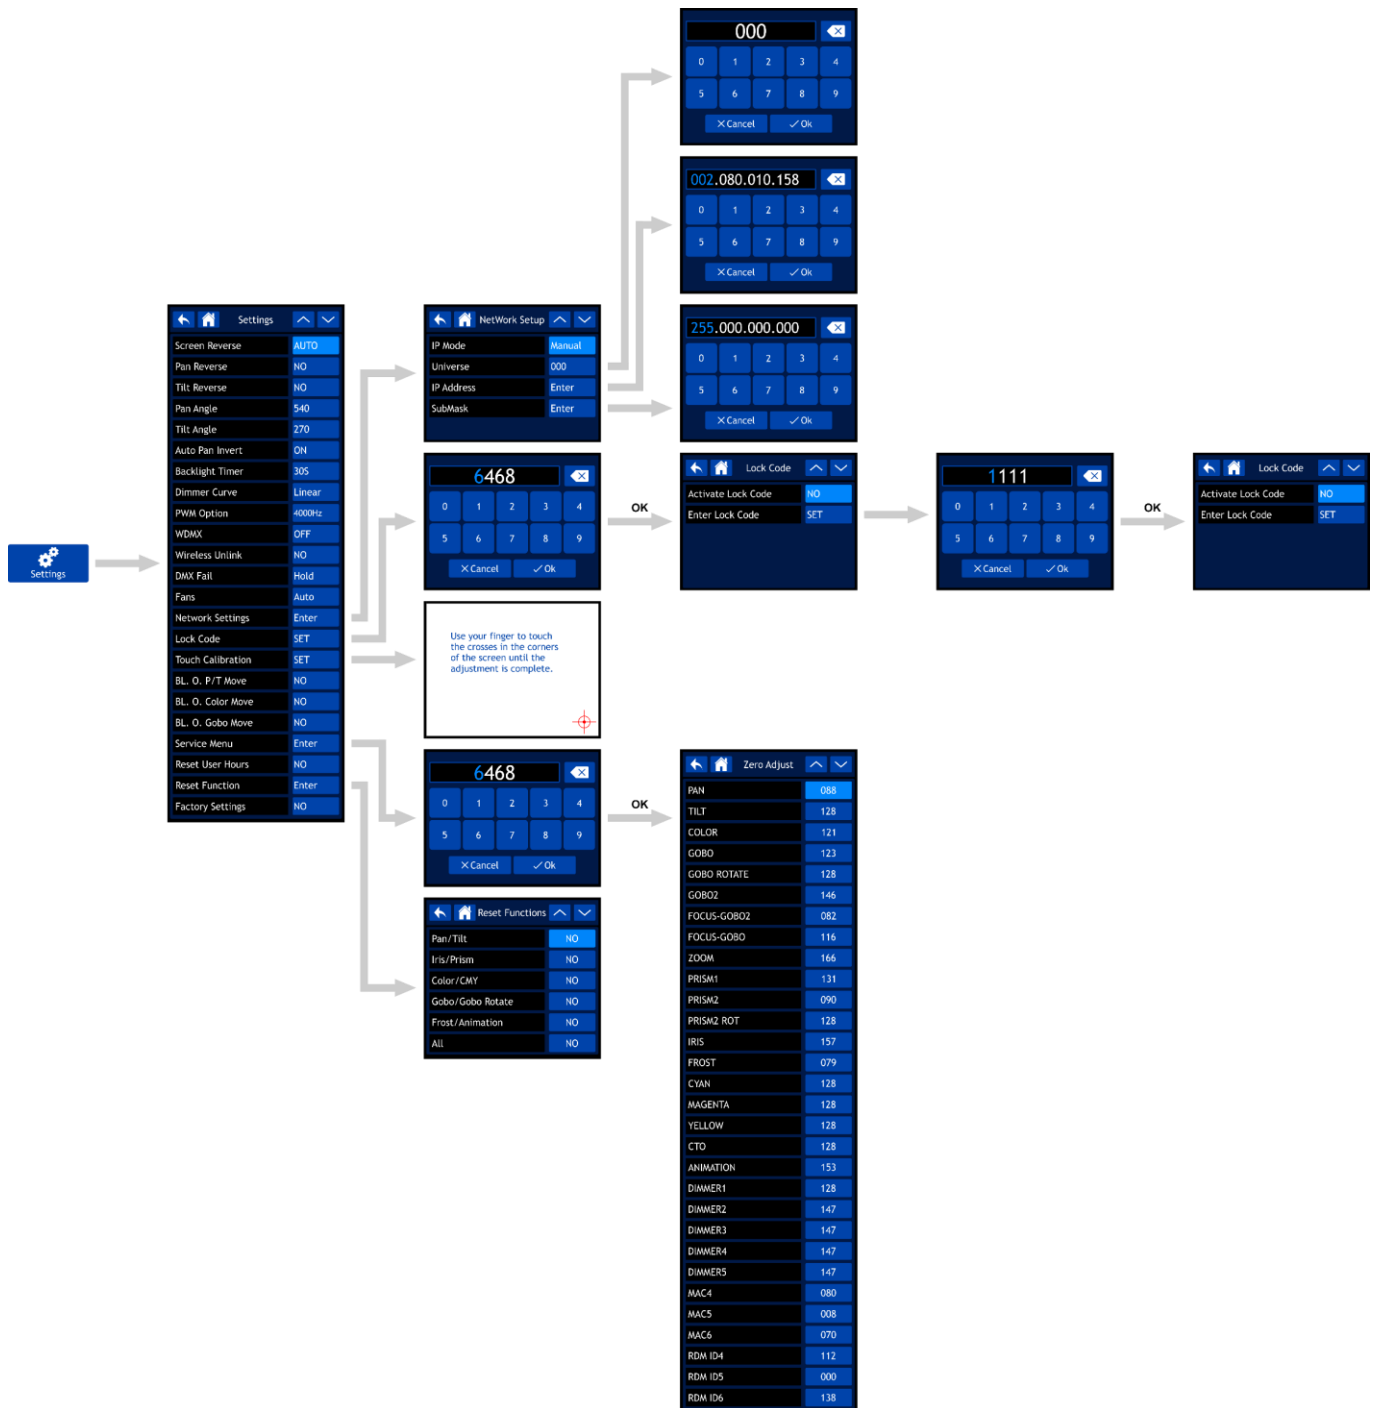 Settings
Settings
Screen Reverse AUTO
Pan Reverse NO
Tilt Reverse NO
Pan Angle 540
Tilt Angle 270
Auto Pan Invert ON
Backlight Timer 30S
Dimmer Curve Linear
PWM Option 4000Hz
WDMX OFF
Wireless Unlink NO
DMX Fail Hold
Fans Auto
Network Settings Enter
Lock Code SET
Touch Calibration SET
BL. O. P/T Move NO
BL. O. Color Move NO
BL. O. Gobo Move NO
Service Menu Enter
Reset User Hours NO
Reset Function Enter
Factory Settings NO
NetWork Setup
IP Mode Manual
Universe 000
IP Address Enter
SubMask Enter
000
0 1 2 3 4
5 6 7 8 9
Cancel Ok
002.080.010.158
0 1 2 3 4
5 6 7 8 9
Cancel Ok
255.000.000.000
0 1 2 3 4
5 6 7 8 9
Cancel Ok
6468
0 1 2 3 4
5 6 7 8 9
Cancel Ok
OK
Lock Code
Activate Lock Code NO
Enter Lock Code SET
1111
0 1 2 3 4
5 6 7 8 9
Cancel Ok
OK
Lock Code
Activate Lock Code NO
Enter Lock Code SET
Use your finger to touch
the crosses in the corners
of the screen until the
adjustment is complete.
6468
0 1 2 3 4
5 6 7 8 9
Cancel Ok
OK
Zero Adjust
PAN 088
TILT 128
COLOR 121
GOBO 123
GOBO ROTATE 128
GOBO2 146
FOCUS-GOBO2 082
FOCUS-GOBO 116
ZOOM 166
PRISM1 131
PRISM2 090
PRISM2 ROT 128
IRIS 157
FROST 079
CYAN 128
MAGENTA 128
YELLOW 128
CTO 128
ANIMATION 153
DIMMER1 128
DIMMER2 147
DIMMER3 147
DIMMER4 147
DIMMER5 147
MAC4 080
MAC5 008
MAC6 070
RDM ID4 112
RDM ID5 000
RDM ID6 138
Reset Functions
Pan/Tilt NO
Iris/Prism NO
Color/CMY NO
Gobo/Gobo Rotate NO
Frost/Animation NO
All NO